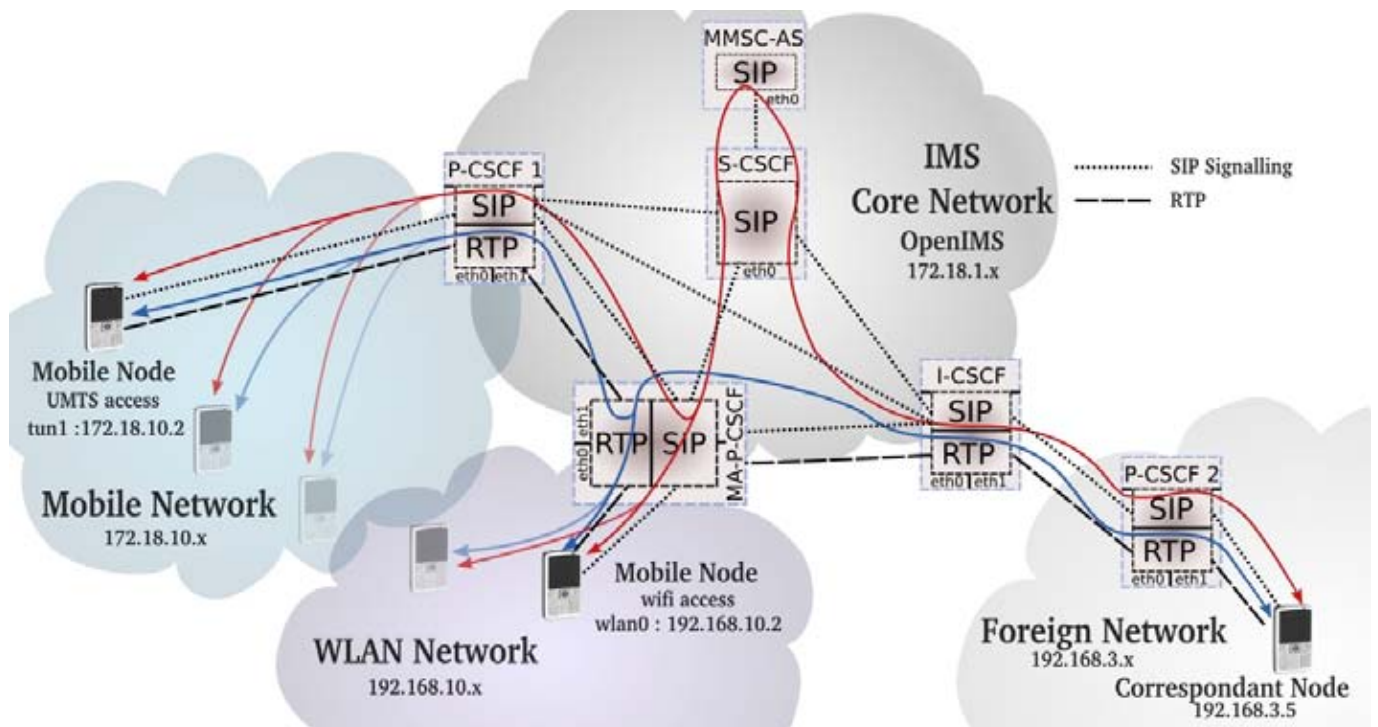 MMSC-AS
SIP
eth0
P-CSCF 1
SIP
RTP
eth0 eth1
S-CSCF
SIP
eth0
IMS
Core Network
OpenIMS
172.18.1.x
SIP Signalling
RTP
Mobile Node
UMTS access
tun1 :172.18.10.2
Mobile Network
172.18.10.x
eth0 eth1
RTP
SIP
MA-P-CSCF
I-CSCF
SIP
RTP
eth0 eth1
P-CSCF 2
SIP
RTP
eth0 eth1
Mobile Node
wifi access
wlan0 : 192.168.10.2
WLAN Network
192.168.10.x
Foreign Network
192.168.3.x
Correspondant Node
192.168.3.5